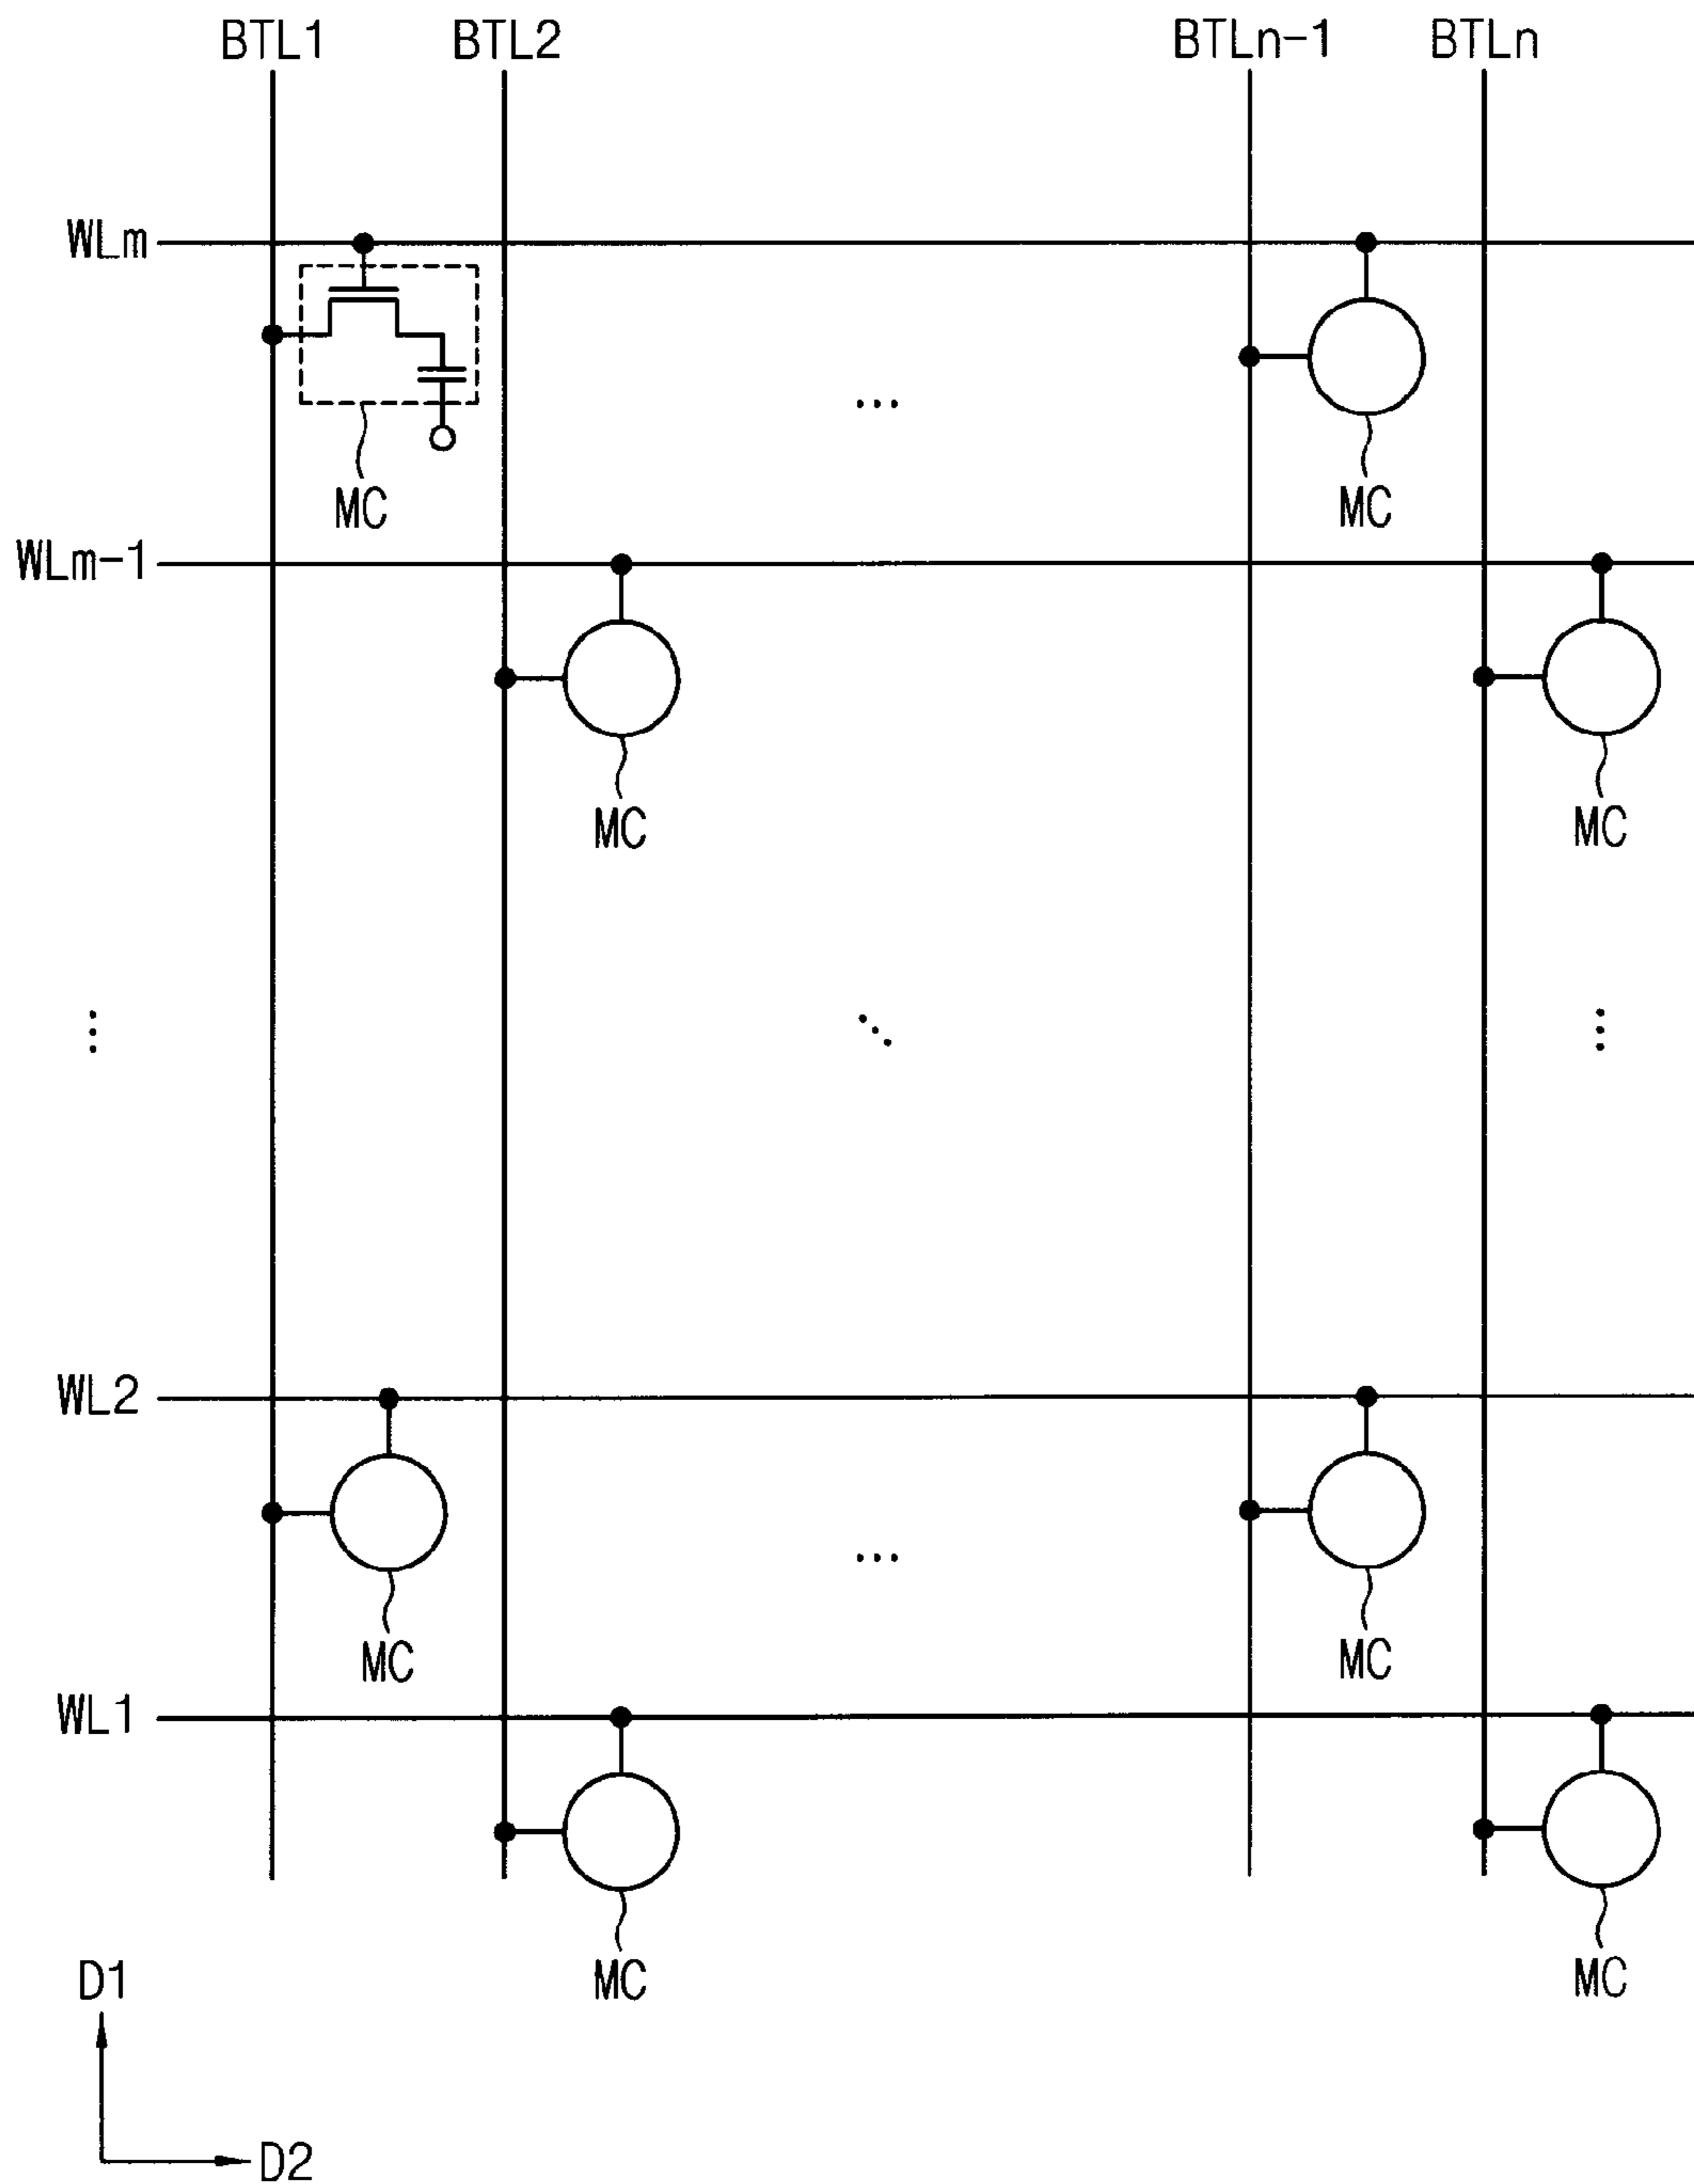 BTL1 BTL2 BTLn-1 BTLn
WLm
MC MC
WLm-1
MC MC
WL2
MC MC
WL1
MC MC
D1
D2